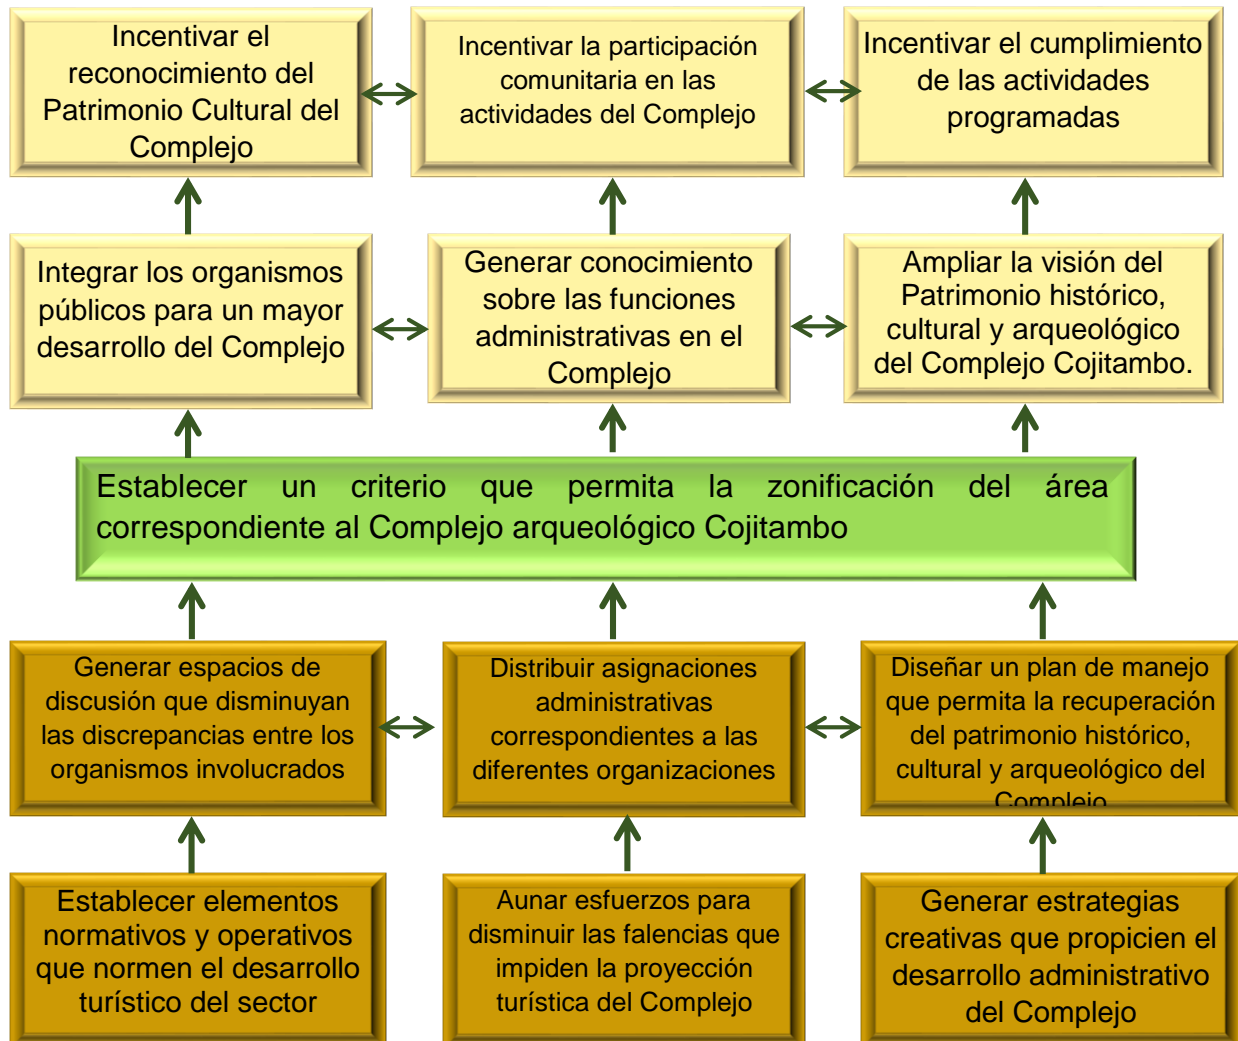 Incentivar el
reconocimiento del
Patrimonio Cultural del
Complejo
Incentivar la participación
comunitaria en las
actividades del Complejo
Incentivar el cumplimiento
de las actividades
programadas
Integrar los organismos
públicos para un mayor
desarrollo del Complejo
Generar conocimiento
sobre las funciones
administrativas en el
Complejo
Ampliar la visión del
Patrimonio histórico,
cultural y arqueológico
del Complejo Cojitambo.
Establecer un criterio que permita la zonificación del área
correspondiente al Complejo arqueológico Cojitambo
Generar espacios de
discusión que disminuyan
las discrepancias entre los
organismos involucrados
Distribuir asignaciones
administrativas
correspondientes a las
diferentes organizaciones
Diseñar un plan de manejo
que permita la recuperación
del patrimonio histórico,
cultural y arqueológico del
Complejo
Establecer elementos
normativos y operativos
que normen el desarrollo
turístico del sector
Aunar esfuerzos para
disminuir las falencias que
impiden la proyección
turística del Complejo
Generar estrategias
creativas que propicien el
desarrollo administrativo
del Complejo